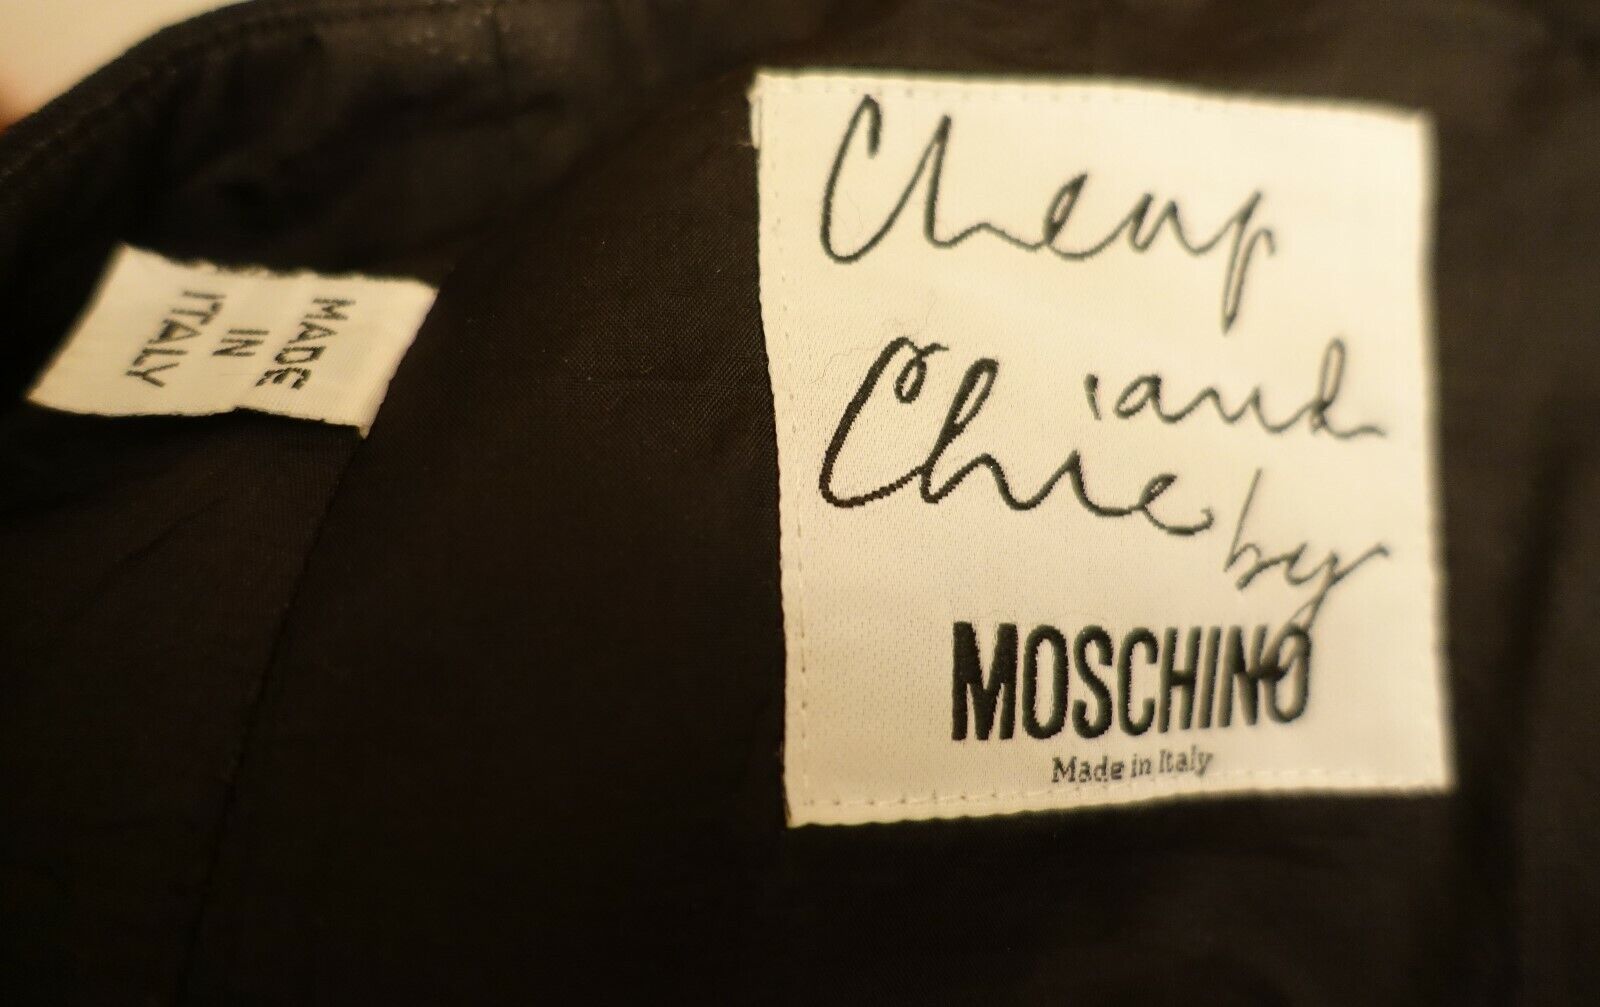 MADE
IN
ITALY
Cheap
and
Chic
by
MOSCHINO
Made in Italy